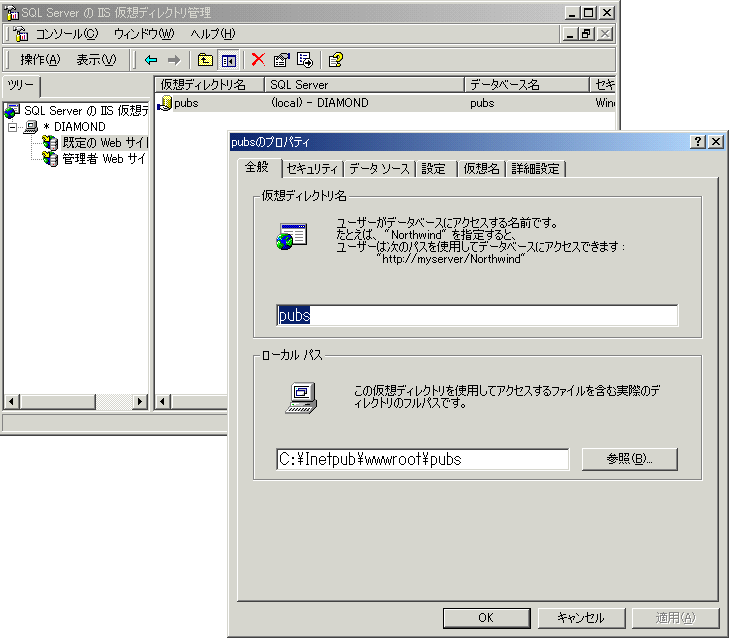 SQL Server の IIS 仮想ディレクトリ管理
コンソール(C) ウィンドウ(W) ヘルプ(H)
操作(A) 表示(V)
ツリー
SQL Server の IIS 仮想デ
* DIAMOND
既定の Web サイト
管理者 Web サイ
仮想ディレクトリ名 SQL Server データベース名 セキ
pubs (local) - DIAMOND pubs Win
pubsのプロパティ
全般 セキュリティ データ ソース 設定 仮想名 詳細設定
仮想ディレクトリ名
ユーザーがデータベースにアクセスする名前です。
たとえば、"Northwind" を指定すると、
ユーザーは次のパスを使用してデータベースにアクセスできます :
"http://myserver/Northwind"
pubs
ローカル パス
この仮想ディレクトリを使用してアクセスするファイルを含む実際のデ
ィレクトリのフルパスです。
C:¥Inetpub¥wwwroot¥pubs
参照(B)...
OK キャンセル 適用(A)